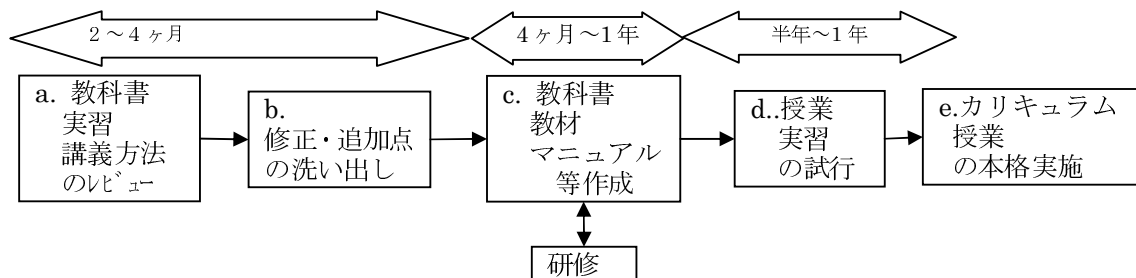 2～4ヶ月
4ヶ月～1年
半年～1年
a. 教科書
実習
講義方法
のﾚﾋﾞｭー
b.
修正・追加点
の洗い出し
c. 教科書
教材
マニュアル
等作成
d..授業
実習
の試行
e.カリキュラム
授業
の本格実施
研修